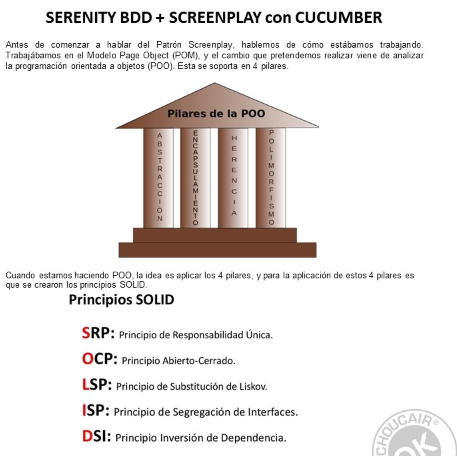 SERENITY BDD + SCREENPLAY con CUCUMBER
Antes de comenzar a hablar del Patrón Screenplay, hablemos de cómo estábamos trabajando.
Trabajábamos en el Modelo Page Object (POM), y el cambio que pretendemos realizar viene de analizar
la programación orientada a objetos (POO). Esta se soporta en 4 pilares.
Pilares de la POO
ABSTRACCION
ENCAPSULAMIENTO
HERENCIA
POLIMORFISMO
Cuando estamos haciendo POO, la idea es aplicar los 4 pilares, y para la aplicación de estos 4 pilares es
que se crearon los principios SOLID.
Principios SOLID
SRP: Principio de Responsabilidad Única.
OCP: Principio Abierto-Cerrado.
LSP: Principio de Substitución de Liskov.
ISP: Principio de Segregación de Interfaces.
DSI: Principio Inversión de Dependencia.
CHOUCAIR®
OK